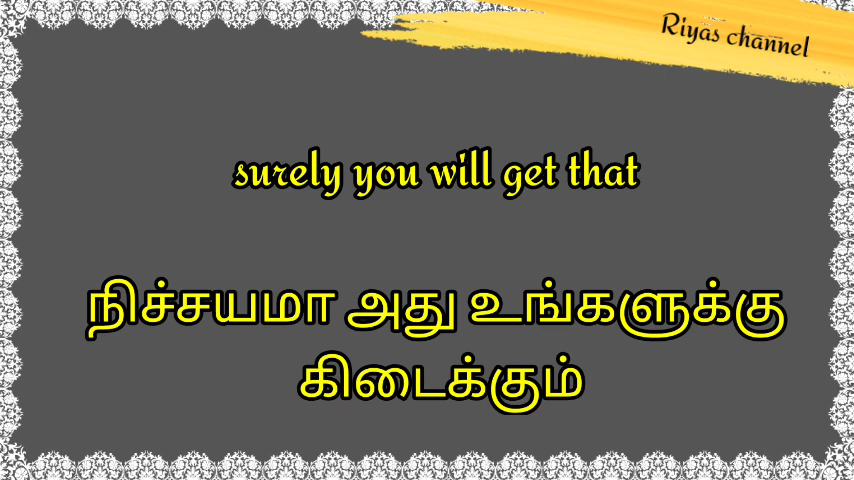 Riyas channel
surely you will get that
நிச்சயமா அது உங்களுக்கு
கிடைக்கும்